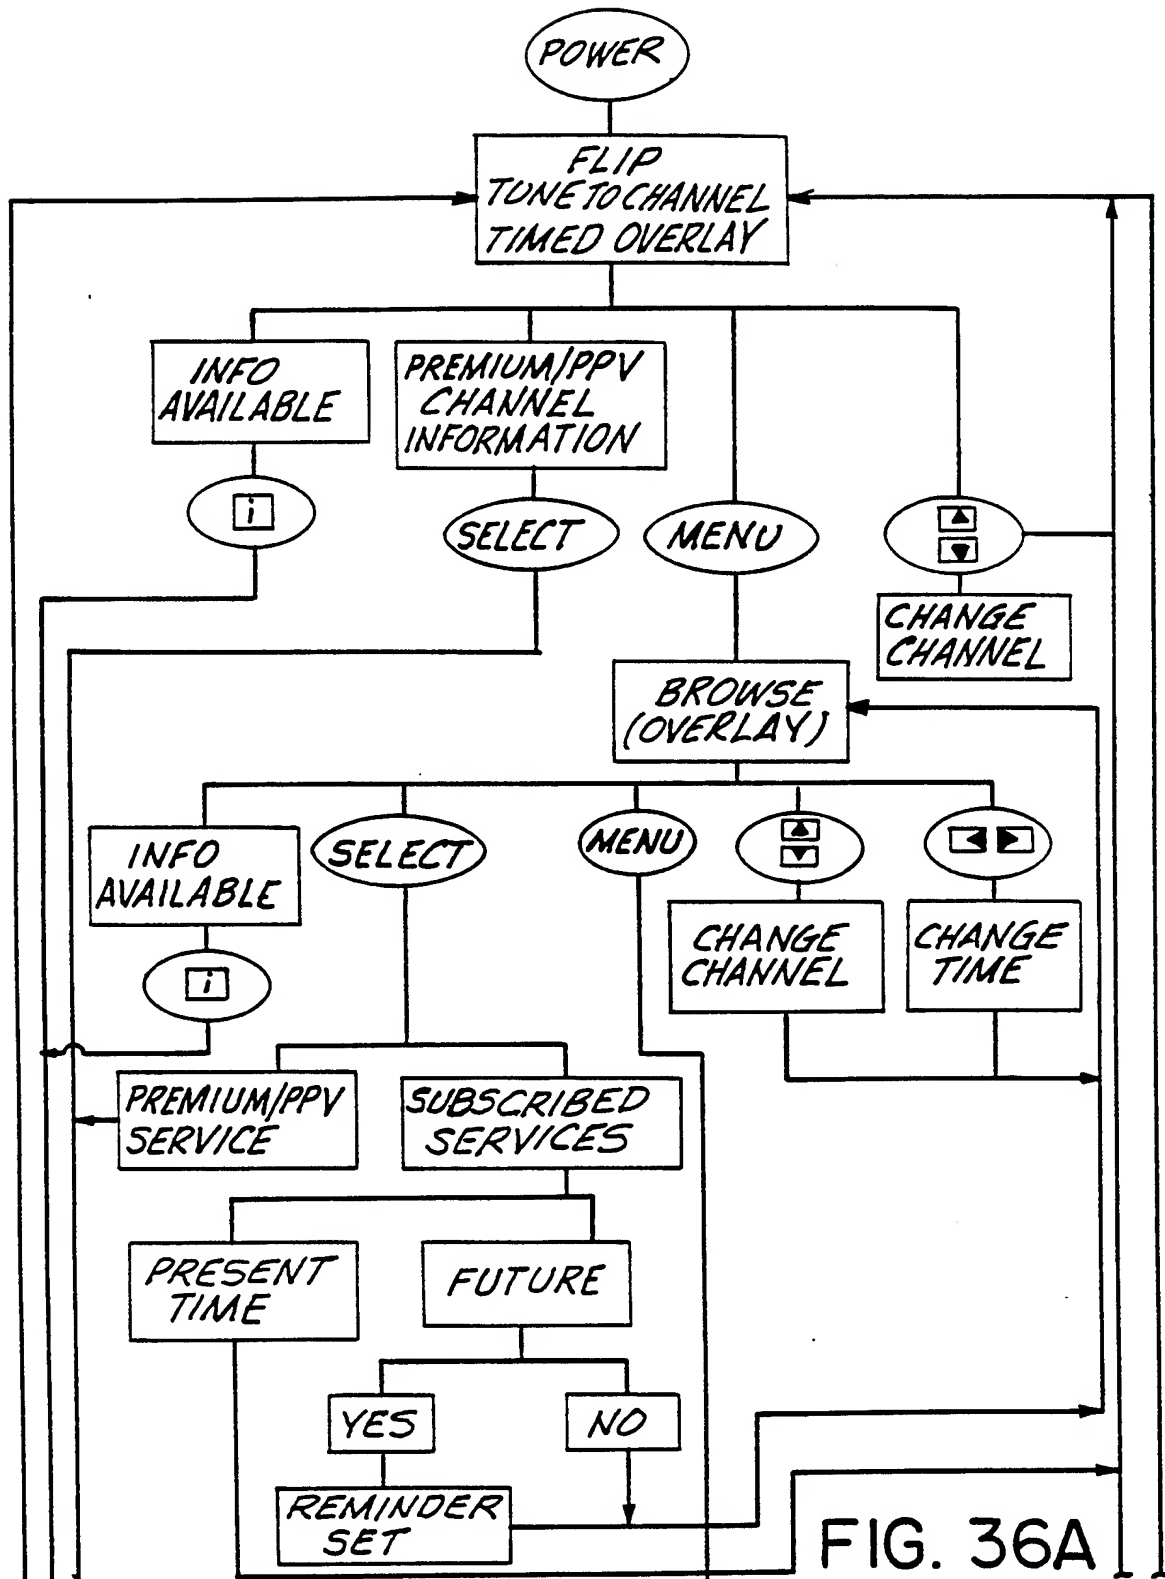 POWER
FLIP
TUNE TO CHANNEL
TIMED OVERLAY
INFO
AVAILABLE
PREMIUM/PPV
CHANNEL
INFORMATION
i
SELECT
MENU
CHANGE
CHANNEL
BROWSE
(OVERLAY)
INFO
AVAILABLE
SELECT
MENU
CHANGE
CHANNEL
CHANGE
TIME
i
PREMIUM/PPV
SERVICE
SUBSCRIBED
SERVICES
PRESENT
TIME
FUTURE
YES
NO
REMINDER
SET
FIG. 36A